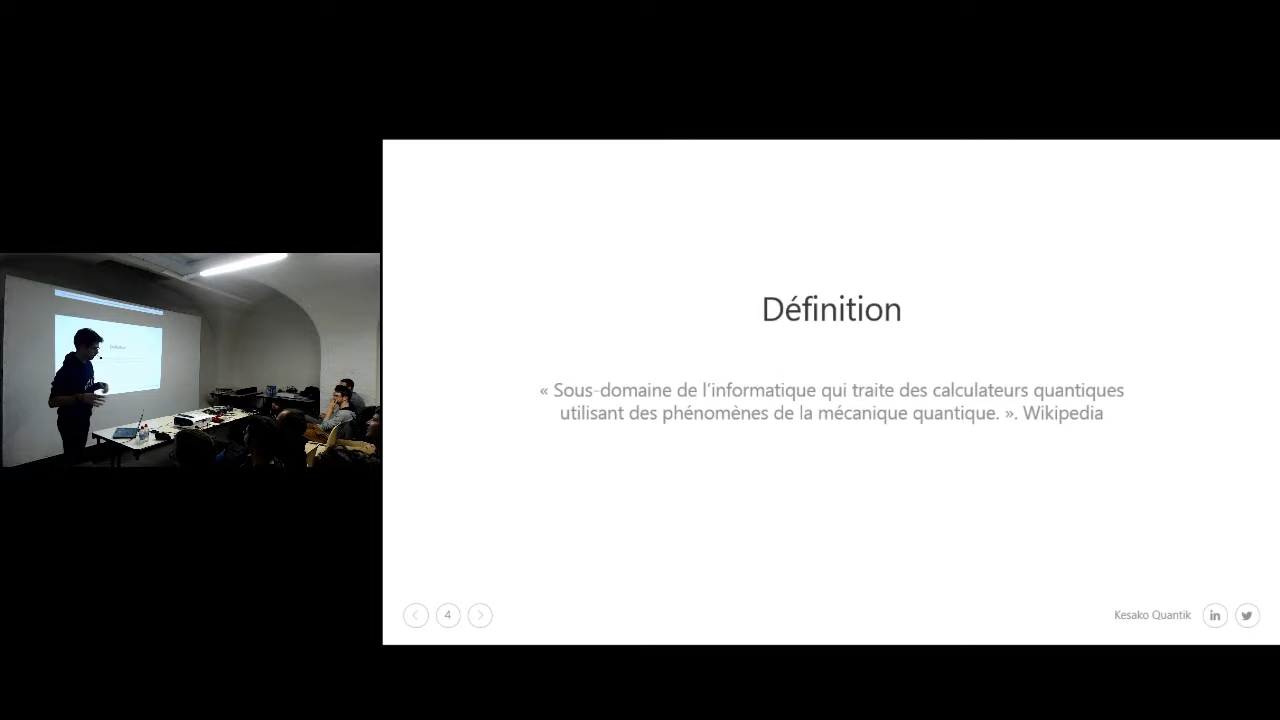 Définition
« Sous-domaine de l'informatique qui traite des calculateurs quantiques
utilisant des phénomènes de la mécanique quantique. ». Wikipedia
4
Kesako Quantik
in